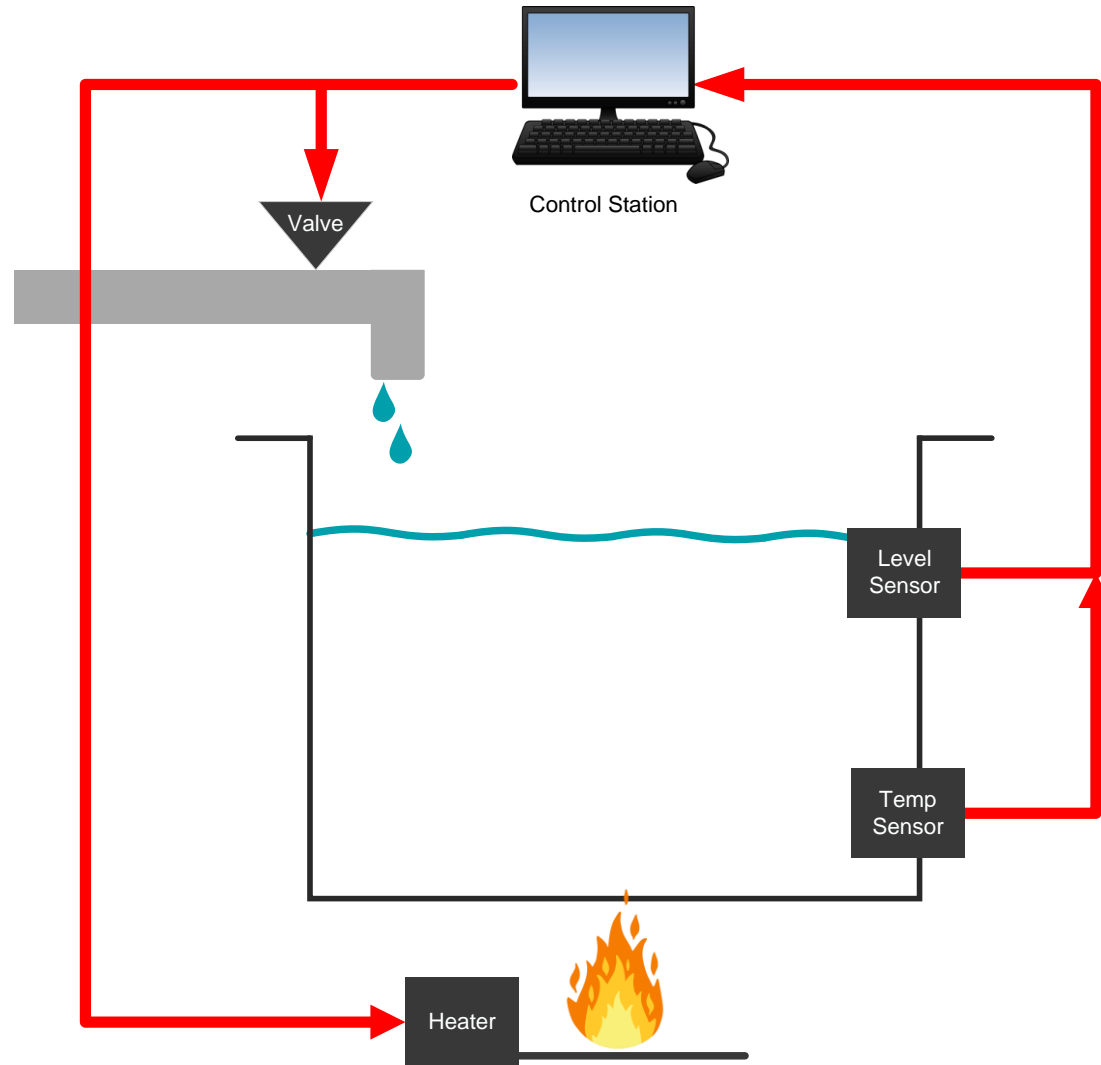 Control Station
Valve
Level
Sensor
Temp
Sensor
Heater